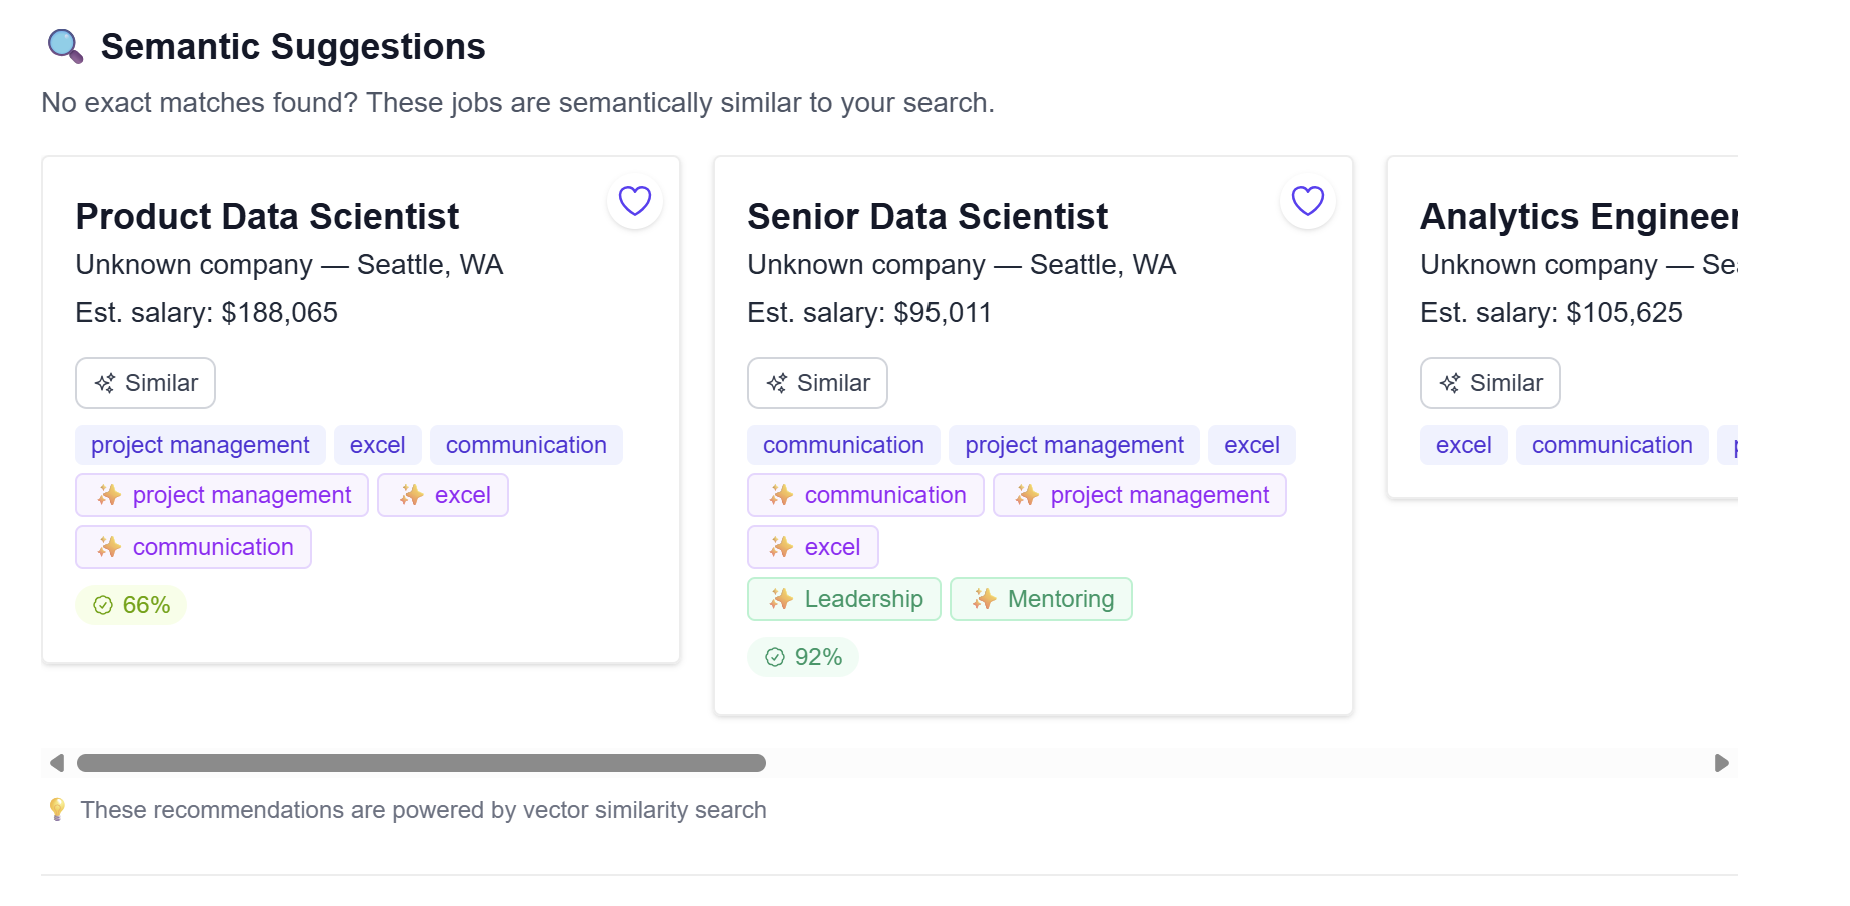 Semantic Suggestions
No exact matches found? These jobs are semantically similar to your search.
Product Data Scientist
Unknown company — Seattle, WA
Est. salary: $188,065
Similar
project management excel communication
project management excel
communication
66%
Senior Data Scientist
Unknown company — Seattle, WA
Est. salary: $95,011
Similar
communication project management excel
communication project management
excel
Leadership Mentoring
92%
Analytics Engineer
Unknown company —
Est. salary: $105,625
Similar
excel communication
These recommendations are powered by vector similarity search